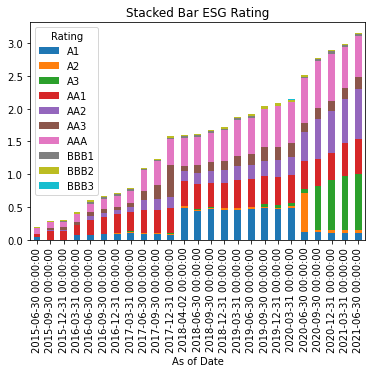 Stacked Bar ESG Rating
Rating
A1
A2
A3
AA1
AA2
AA3
AAA
BBB1
BBB2
BBB3
3.0
2.5
2.0
1.5
1.0
0.5
0.0
2015-06-30 00:00:00
2015-09-30 00:00:00
2015-12-31 00:00:00
2016-03-31 00:00:00
2016-06-30 00:00:00
2016-09-30 00:00:00
2016-12-31 00:00:00
2017-03-31 00:00:00
2017-06-30 00:00:00
2017-09-30 00:00:00
2017-12-31 00:00:00
2018-04-02 00:00:00
2018-06-30 00:00:00
2018-09-30 00:00:00
2018-12-31 00:00:00
2019-03-31 00:00:00
2019-06-30 00:00:00
2019-09-30 00:00:00
2019-12-31 00:00:00
2020-03-31 00:00:00
2020-06-30 00:00:00
2020-09-30 00:00:00
2020-12-31 00:00:00
2021-03-31 00:00:00
2021-06-30 00:00:00
As of Date